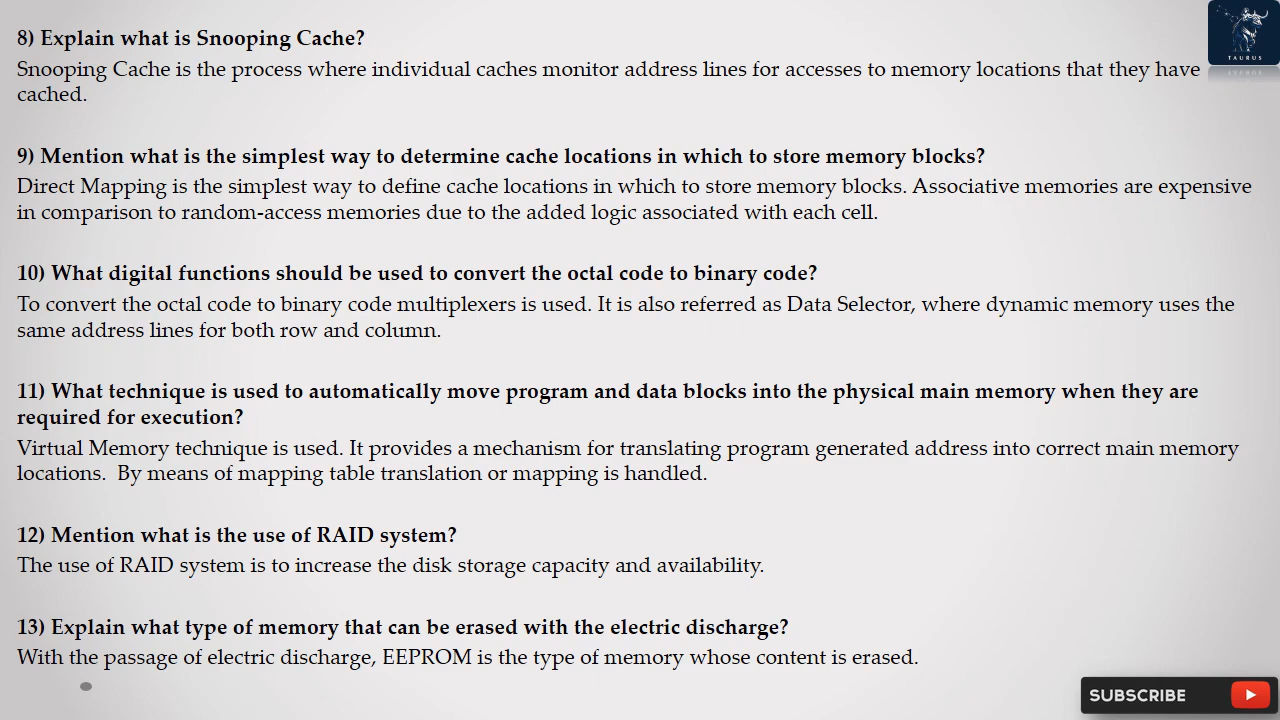 8) Explain what is Snooping Cache?
Snooping Cache is the process where individual caches monitor address lines for accesses to memory locations that they have
cached.
9) Mention what is the simplest way to determine cache locations in which to store memory blocks?
Direct Mapping is the simplest way to define cache locations in which to store memory blocks. Associative memories are expensive
in comparison to random-access memories due to the added logic associated with each cell.
10) What digital functions should be used to convert the octal code to binary code?
To convert the octal code to binary code multiplexers is used. It is also referred as Data Selector, where dynamic memory uses the
same address lines for both row and column.
11) What technique is used to automatically move program and data blocks into the physical main memory when they are
required for execution?
Virtual Memory technique is used. It provides a mechanism for translating program generated address into correct main memory
locations.  By means of mapping table translation or mapping is handled.
12) Mention what is the use of RAID system?
The use of RAID system is to increase the disk storage capacity and availability.
13) Explain what type of memory that can be erased with the electric discharge?
With the passage of electric discharge, EEPROM is the type of memory whose content is erased.
TAURUS
SUBSCRIBE